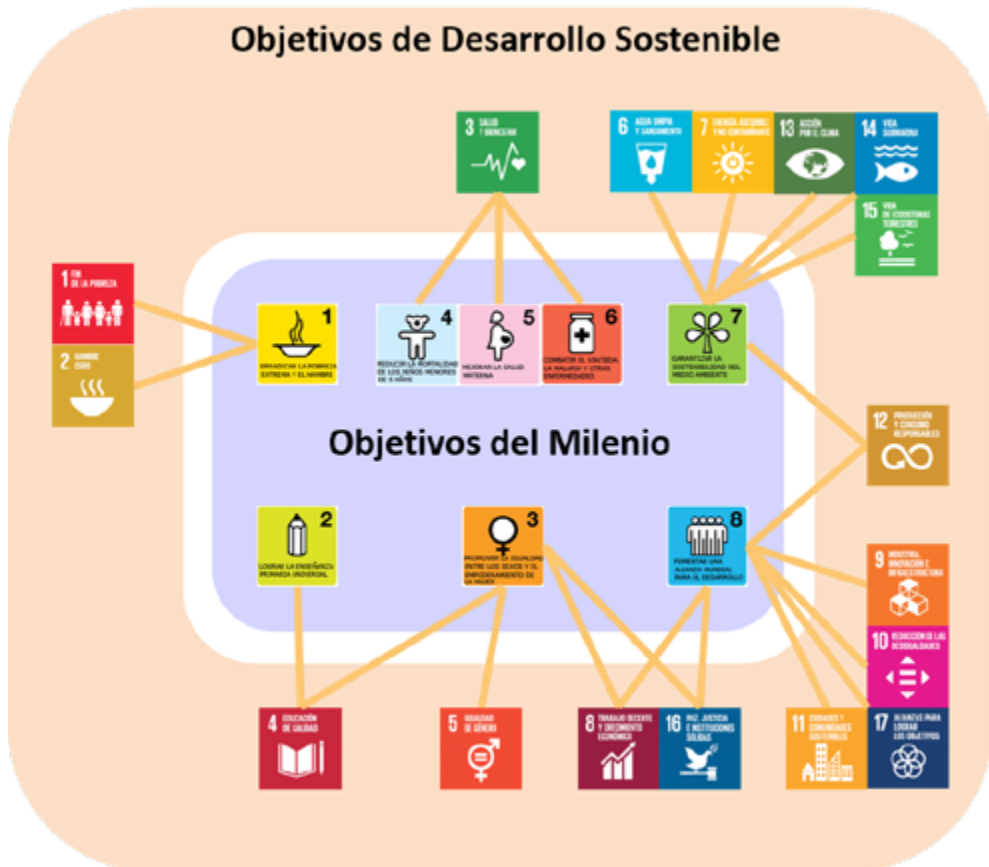 Objetivos de Desarrollo Sostenible
3 SALUD
Y BIENESTAR
6 AGUA LIMPIA
Y SANEAMIENTO
7 ENERGÍA ASEQUIBLE
Y NO CONTAMINANTE
13 ACCIÓN
POR EL CLIMA
14 VIDA
SUBMARINA
15 VIDA
DE ECOSISTEMAS
TERRESTRES
1 FIN
DE LA POBREZA
2 HAMBRE
CERO
1
ERRADICAR LA POBREZA
EXTREMA Y EL HAMBRE
4
REDUCIR LA MORTALIDAD
DE LOS NIÑOS MENORES
DE 5 AÑOS
5
MEJORAR LA SALUD
MATERNA
6
COMBATIR EL VIH/SIDA,
LA MALARIA Y OTRAS
ENFERMEDADES
7
GARANTIZAR LA
SOSTENIBILIDAD DEL
MEDIO AMBIENTE
12 PRODUCCIÓN
Y CONSUMO
RESPONSABLES
Objetivos del Milenio
2
LOGRAR LA ENSEÑANZA
PRIMARIA UNIVERSAL
3
PROMOVER LA IGUALDAD
ENTRE LOS SEXOS Y EL
EMPODERAMIENTO DE
LA MUJER
8
FOMENTAR UNA
ALIANZA MUNDIAL
PARA EL DESARROLLO
9 INDUSTRIA,
INNOVACIÓN E
INFRAESTRUCTURA
10 REDUCCIÓN DE LAS
DESIGUALDADES
4 EDUCACIÓN
DE CALIDAD
5 IGUALDAD
DE GÉNERO
8 TRABAJO DECENTE
Y CRECIMIENTO
ECONÓMICO
16 PAZ, JUSTICIA
E INSTITUCIONES
SÓLIDAS
11 CIUDADES Y
COMUNIDADES
SOSTENIBLES
17 ALIANZAS PARA
LOGRAR
LOS OBJETIVOS